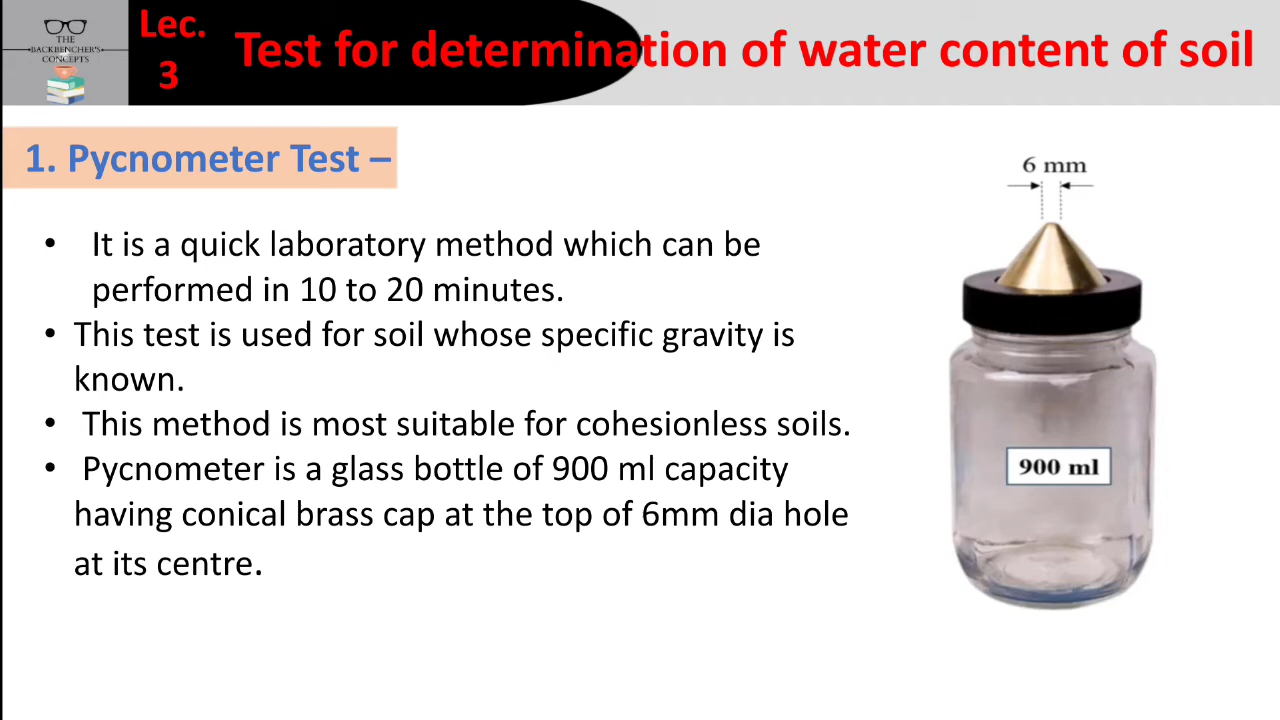 THE
BACKBENCHER'S
CONCEPTS
Lec.
3
Test for determination of water content of soil
1. Pycnometer Test –
• It is a quick laboratory method which can be
performed in 10 to 20 minutes.
• This test is used for soil whose specific gravity is
known.
• This method is most suitable for cohesionless soils.
• Pycnometer is a glass bottle of 900 ml capacity
having conical brass cap at the top of 6mm dia hole
at its centre.
6 mm
900 ml